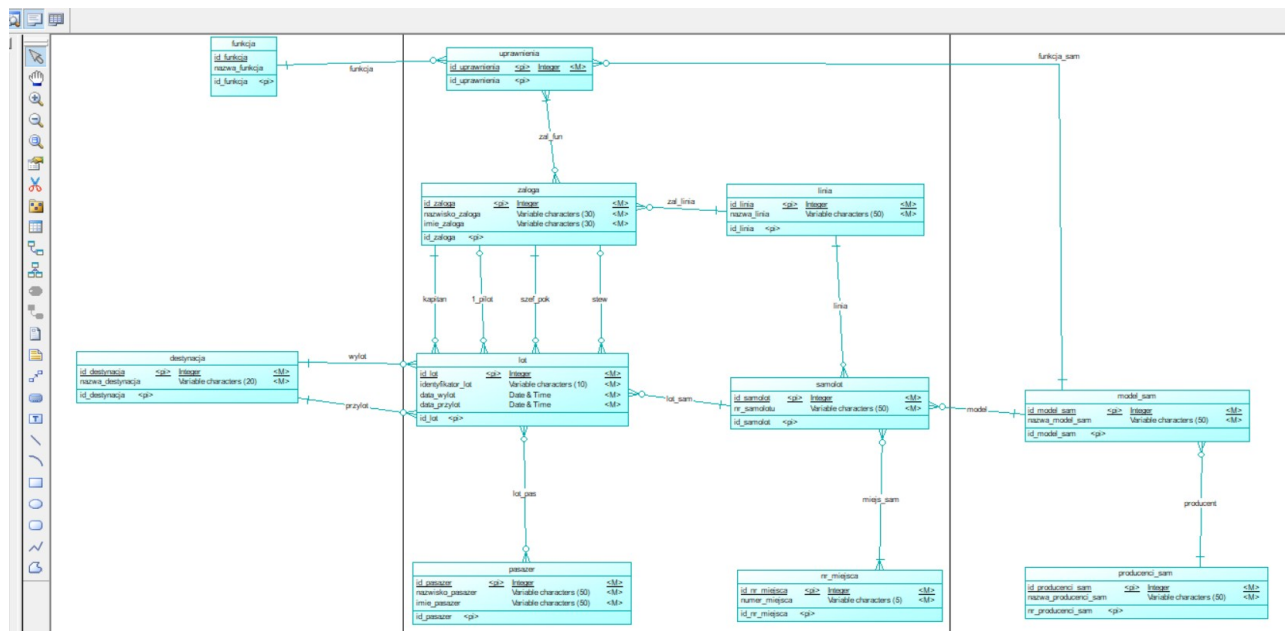 funkcja
id_funkcja
nazwa_funkcja
id_funkcja <pi>
funkcja
uprawnienia
id_uprawnienia <pi> Integer <M>
id_uprawnienia <pi>
funkcja_sam
zal_fun
zaloga
id_zaloga <pi> Integer <M>
nazwisko_zaloga Variable characters (30) <M>
imie_zaloga Variable characters (30) <M>
id_zaloga <pi>
zal_linia
linia
id_linia <pi> Integer <M>
nazwa_linia Variable characters (50) <M>
id_linia <pi>
kapitan
1_pilot
szef_pok
stew
linia
destynacja
id_destynacja <pi> Integer <M>
nazwa_destynacja Variable characters (20) <M>
id_destynacja <pi>
wylot
przylot
lot
id_lot <pi> Integer <M>
identyfikator_lot Variable characters (10) <M>
data_wylot Date & Time <M>
data_przylot Date & Time <M>
id_lot <pi>
lot_sam
samolot
id_samolot <pi> Integer <M>
nr_samolotu Variable characters (50) <M>
id_samolot <pi>
model
model_sam
id_model_sam <pi> Integer <M>
nazwa_model_sam Variable characters (50) <M>
id_model_sam <pi>
lot_pas
miejs_sam
producent
pasazer
id_pasazer <pi> Integer <M>
nazwisko_pasazer Variable characters (50) <M>
imie_pasazer Variable characters (50) <M>
id_pasazer <pi>
nr_miejsca
id_nr_miejsca <pi> Integer <M>
numer_miejsca Variable characters (5) <M>
id_nr_miejsca <pi>
producenci_sam
id_producenci_sam <pi> Integer <M>
nazwa_producenci_sam Variable characters (50) <M>
nr_producenci_sam <pi>